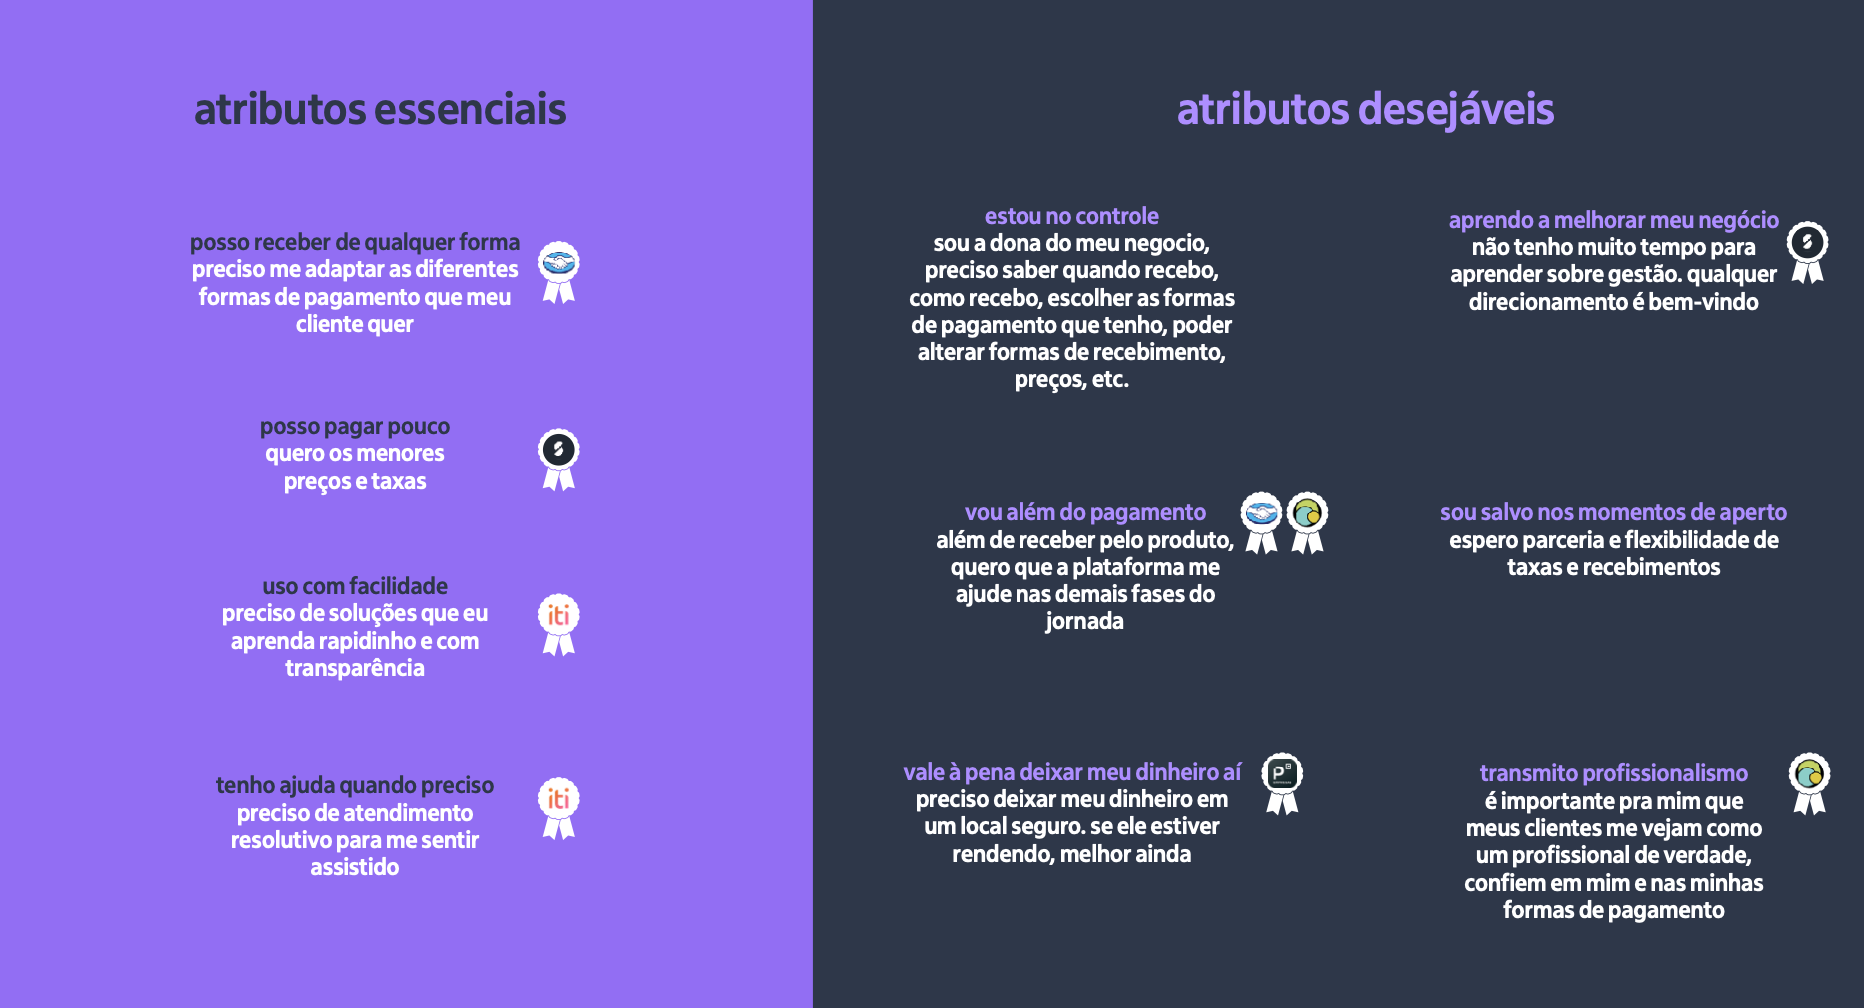 atributos essenciais
posso receber de qualquer forma
preciso me adaptar as diferentes
formas de pagamento que meu
cliente quer
posso pagar pouco
quero os menores
preços e taxas
uso com facilidade
preciso de soluções que eu
aprenda rapidinho e com
transparência
iti
tenho ajuda quando preciso
preciso de atendimento
resolutivo para me sentir
assistido
iti
atributos desejáveis
estou no controle
sou a dona do meu negocio,
preciso saber quando recebo,
como recebo, escolher as formas
de pagamento que tenho, poder
alterar formas de recebimento,
preços, etc.
aprendo a melhorar meu negócio
não tenho muito tempo para
aprender sobre gestão. qualquer
direcionamento é bem-vindo
vou além do pagamento
além de receber pelo produto,
quero que a plataforma me
ajude nas demais fases do
jornada
sou salvo nos momentos de aperto
espero parceria e flexibilidade de
taxas e recebimentos
vale à pena deixar meu dinheiro aí
preciso deixar meu dinheiro em
um local seguro. se ele estiver
rendendo, melhor ainda
P
transmito profissionalismo
é importante pra mim que
meus clientes me vejam como
um profissional de verdade,
confiem em mim e nas minhas
formas de pagamento